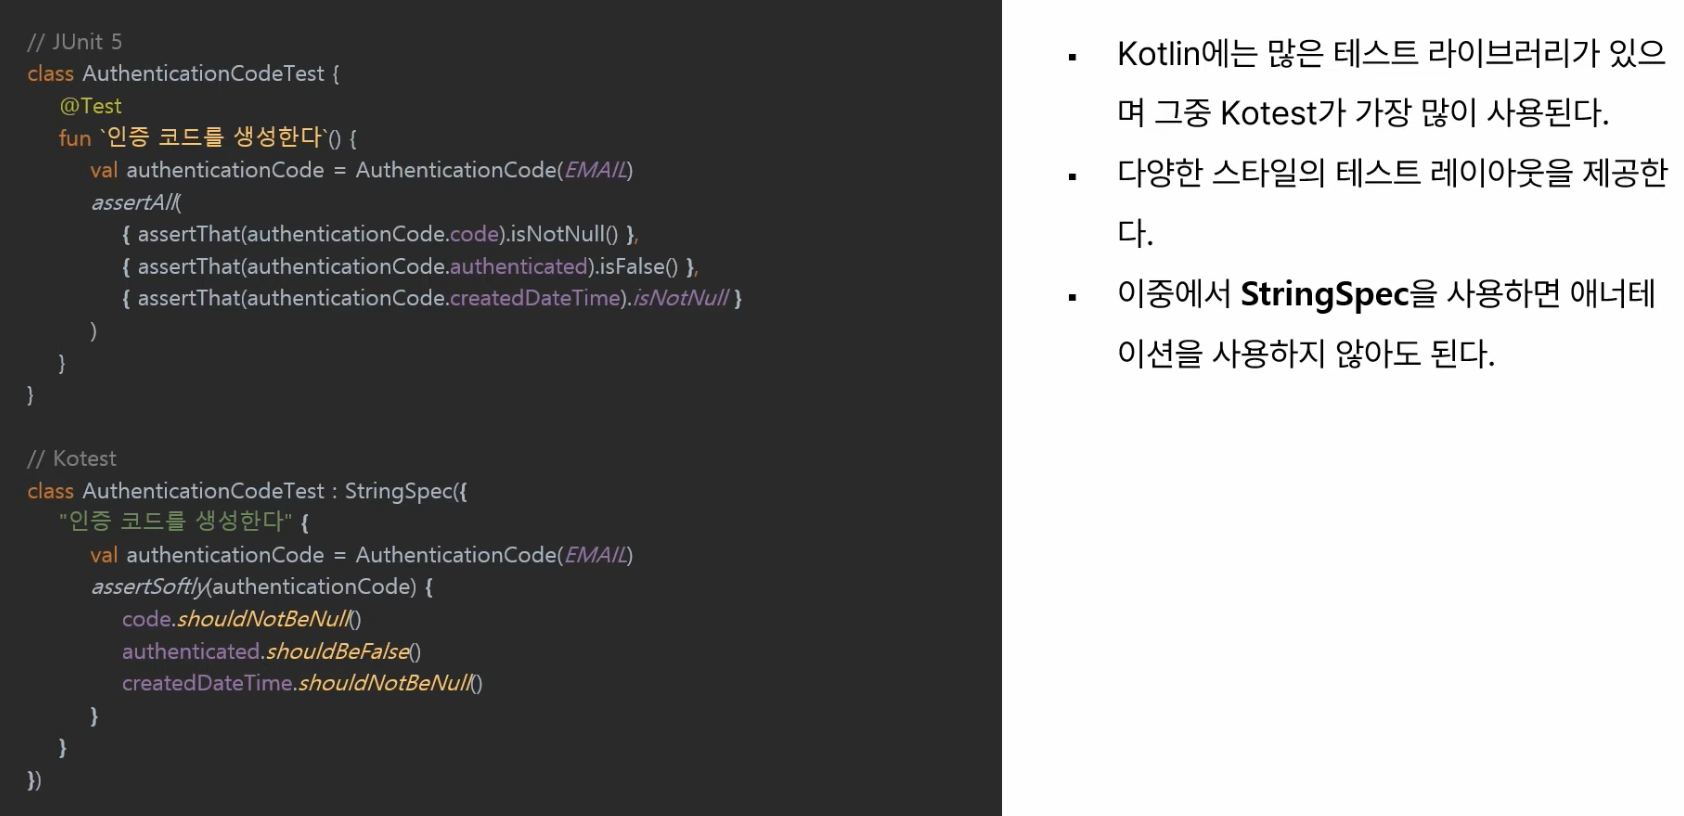 // JUnit 5
class AuthenticationCodeTest {
@Test
fun `인증 코드를 생성한다`() {
val authenticationCode = AuthenticationCode(EMAIL)
assertAll(
{ assertThat(authenticationCode.code).isNotNull() },
{ assertThat(authenticationCode.authenticated).isFalse() },
{ assertThat(authenticationCode.createdDateTime).isNotNull }
)
}
}
// Kotest
class AuthenticationCodeTest : StringSpec({
"인증 코드를 생성한다" {
val authenticationCode = AuthenticationCode(EMAIL)
assertSoftly(authenticationCode) {
code.shouldNotBeNull()
authenticated.shouldBeFalse()
createdDateTime.shouldNotBeNull()
}
}
})
▪ Kotlin에는 많은 테스트 라이브러리가 있으
며 그중 Kotest가 가장 많이 사용된다.
▪ 다양한 스타일의 테스트 레이아웃을 제공한
다.
▪ 이중에서 StringSpec을 사용하면 애너테
이션을 사용하지 않아도 된다.